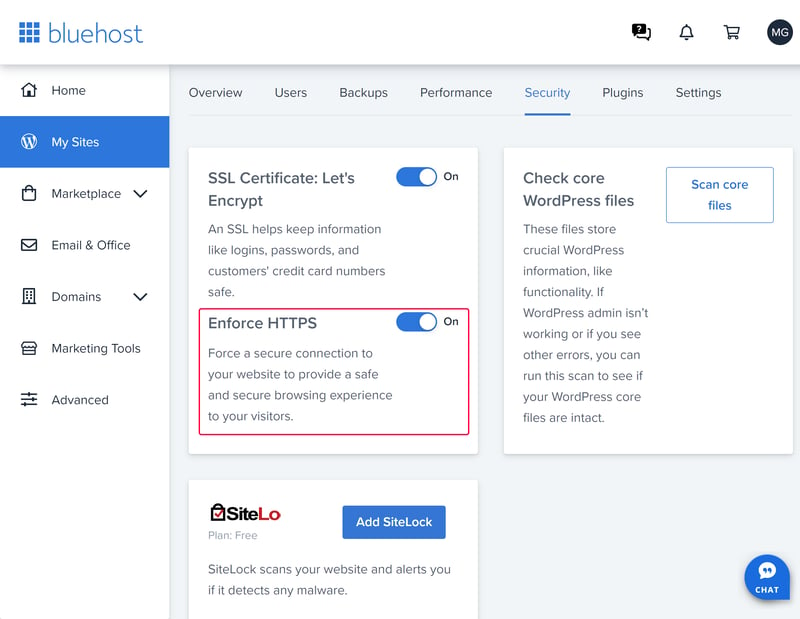 bluehost
MG
Home
My Sites
Marketplace
Email & Office
Domains
Marketing Tools
Advanced
Overview
Users
Backups
Performance
Security
Plugins
Settings
SSL Certificate: Let's
Encrypt
On
An SSL helps keep information
like logins, passwords, and
customers' credit card numbers
safe.
Enforce HTTPS
On
Force a secure connection to
your website to provide a safe
and secure browsing experience
to your visitors.
Check core
WordPress files
Scan core
files
These files store
crucial WordPress
information, like
functionality. If
WordPress admin isn’t
working or if you see
other errors, you can
run this scan to see if
your WordPress core
files are intact.
SiteLo
Plan: Free
Add SiteLock
SiteLock scans your website and alerts you
if it detects any malware.
CHAT